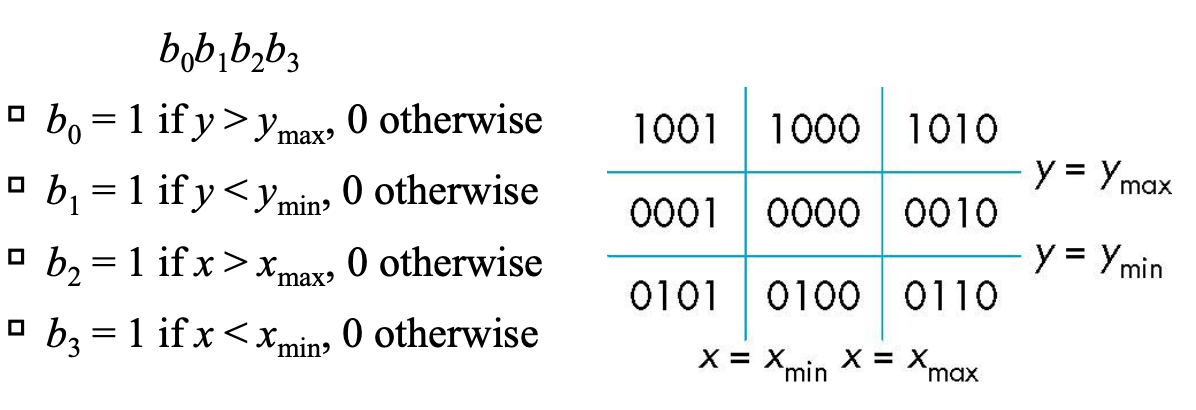 b₀b₁b₂b₃
b₀ = 1 if y > yₘₐₓ, 0 otherwise
b₁ = 1 if y < yₘᵢₙ, 0 otherwise
b₂ = 1 if x > xₘₐₓ, 0 otherwise
b₃ = 1 if x < xₘᵢₙ, 0 otherwise
1001 1000 1010
y = yₘₐₓ
0001 0000 0010
y = yₘᵢₙ
0101 0100 0110
x = xₘᵢₙ x = xₘₐₓ